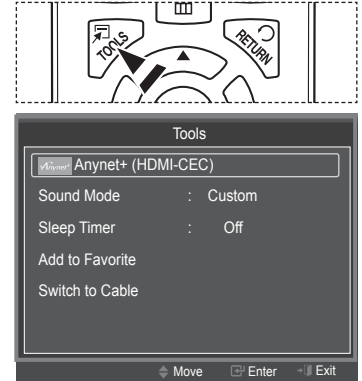 TOOLS
RETURN
Tools
Anynet+ Anynet+ (HDMI-CEC)
Sound Mode : Custom
Sleep Timer : Off
Add to Favorite
Switch to Cable
Move Enter Exit